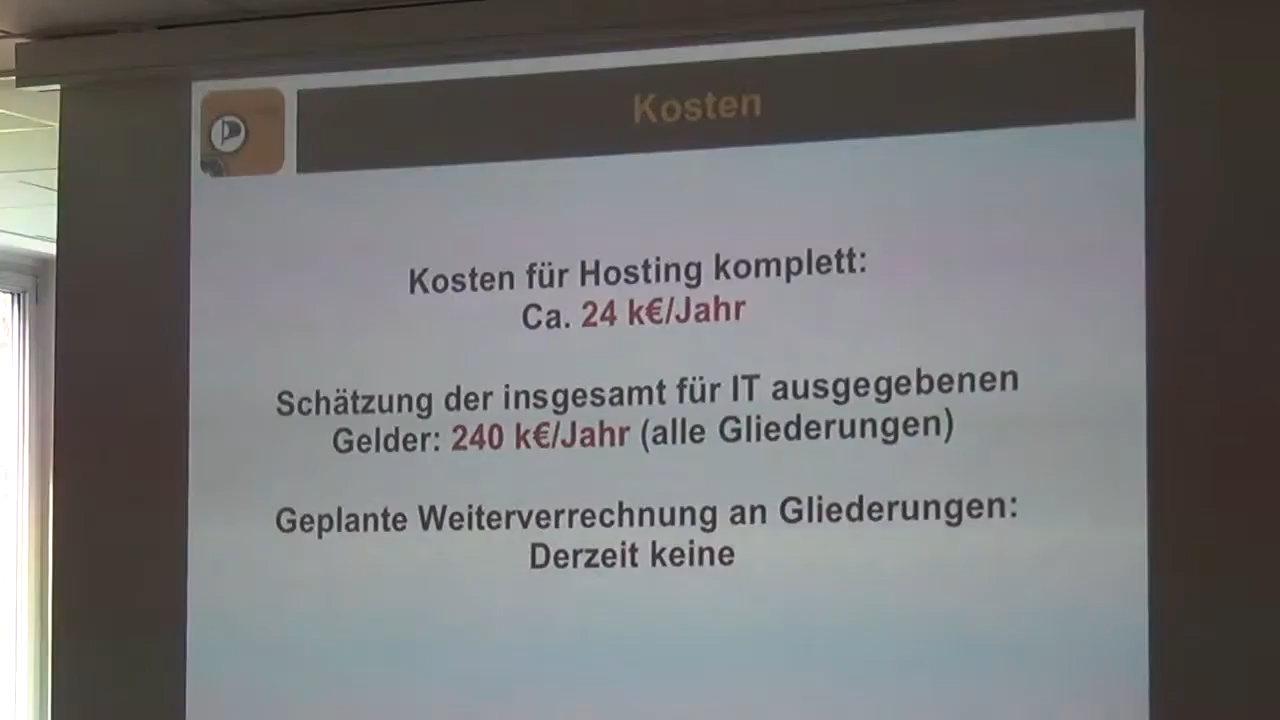 Kosten
Kosten für Hosting komplett:
Ca. 24 k€/Jahr
Schätzung der insgesamt für IT ausgegebenen
Gelder: 240 k€/Jahr (alle Gliederungen)
Geplante Weiterverrechnung an Gliederungen:
Derzeit keine